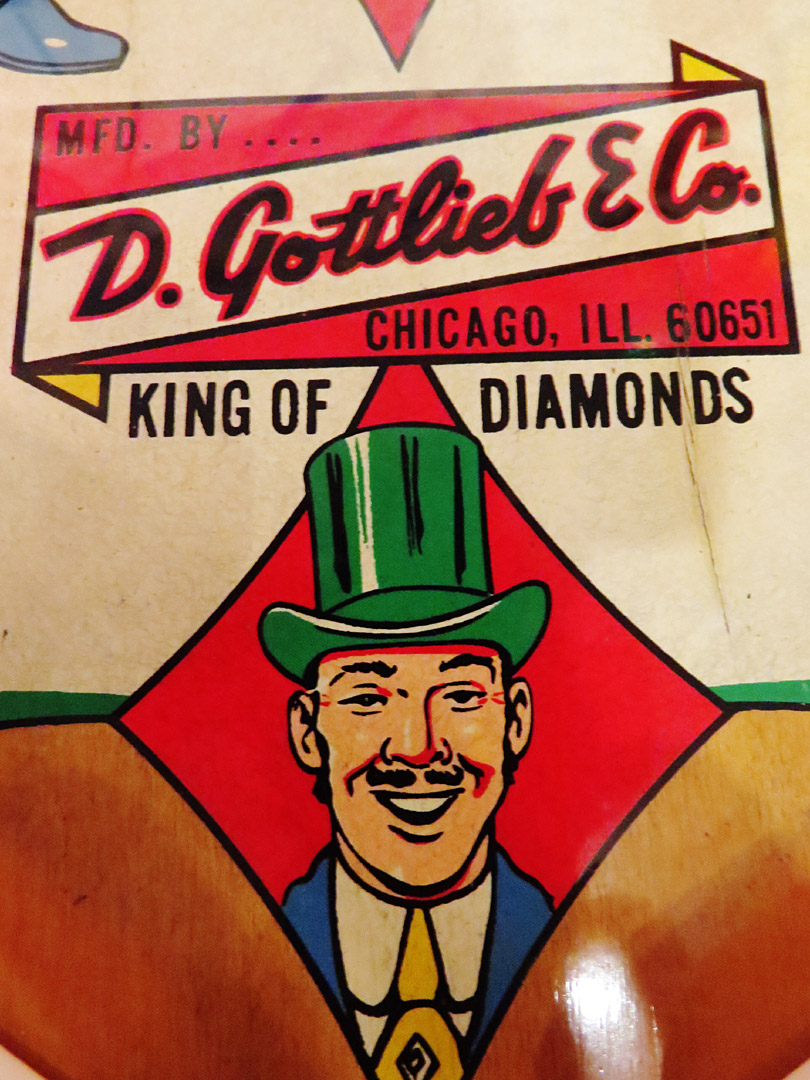 MFD. BY ....
D. Gottlieb & Co.
CHICAGO, ILL. 60651
KING OF DIAMONDS